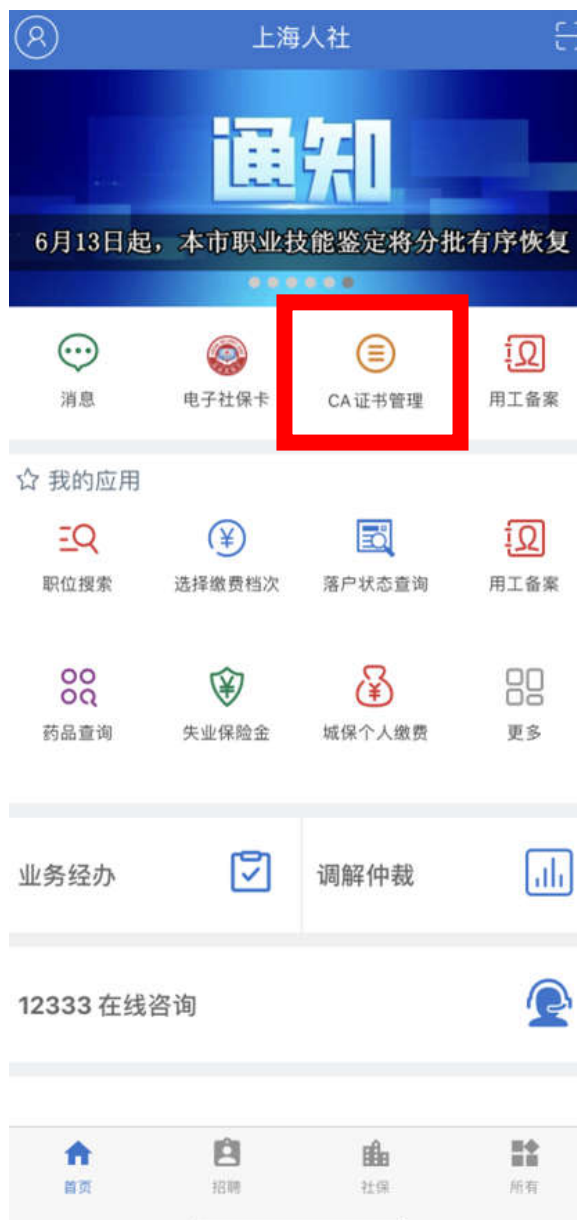 上海人社
通知
6月13日起，本市职业技能鉴定将分批有序恢复
消息 电子社保卡 CA证书管理 用工备案
我的应用
职位搜索 选择缴费档次 落户状态查询 用工备案
药品查询 失业保险金 城保个人缴费 更多
业务经办 调解仲裁
12333 在线咨询
首页 招聘 社保 所有